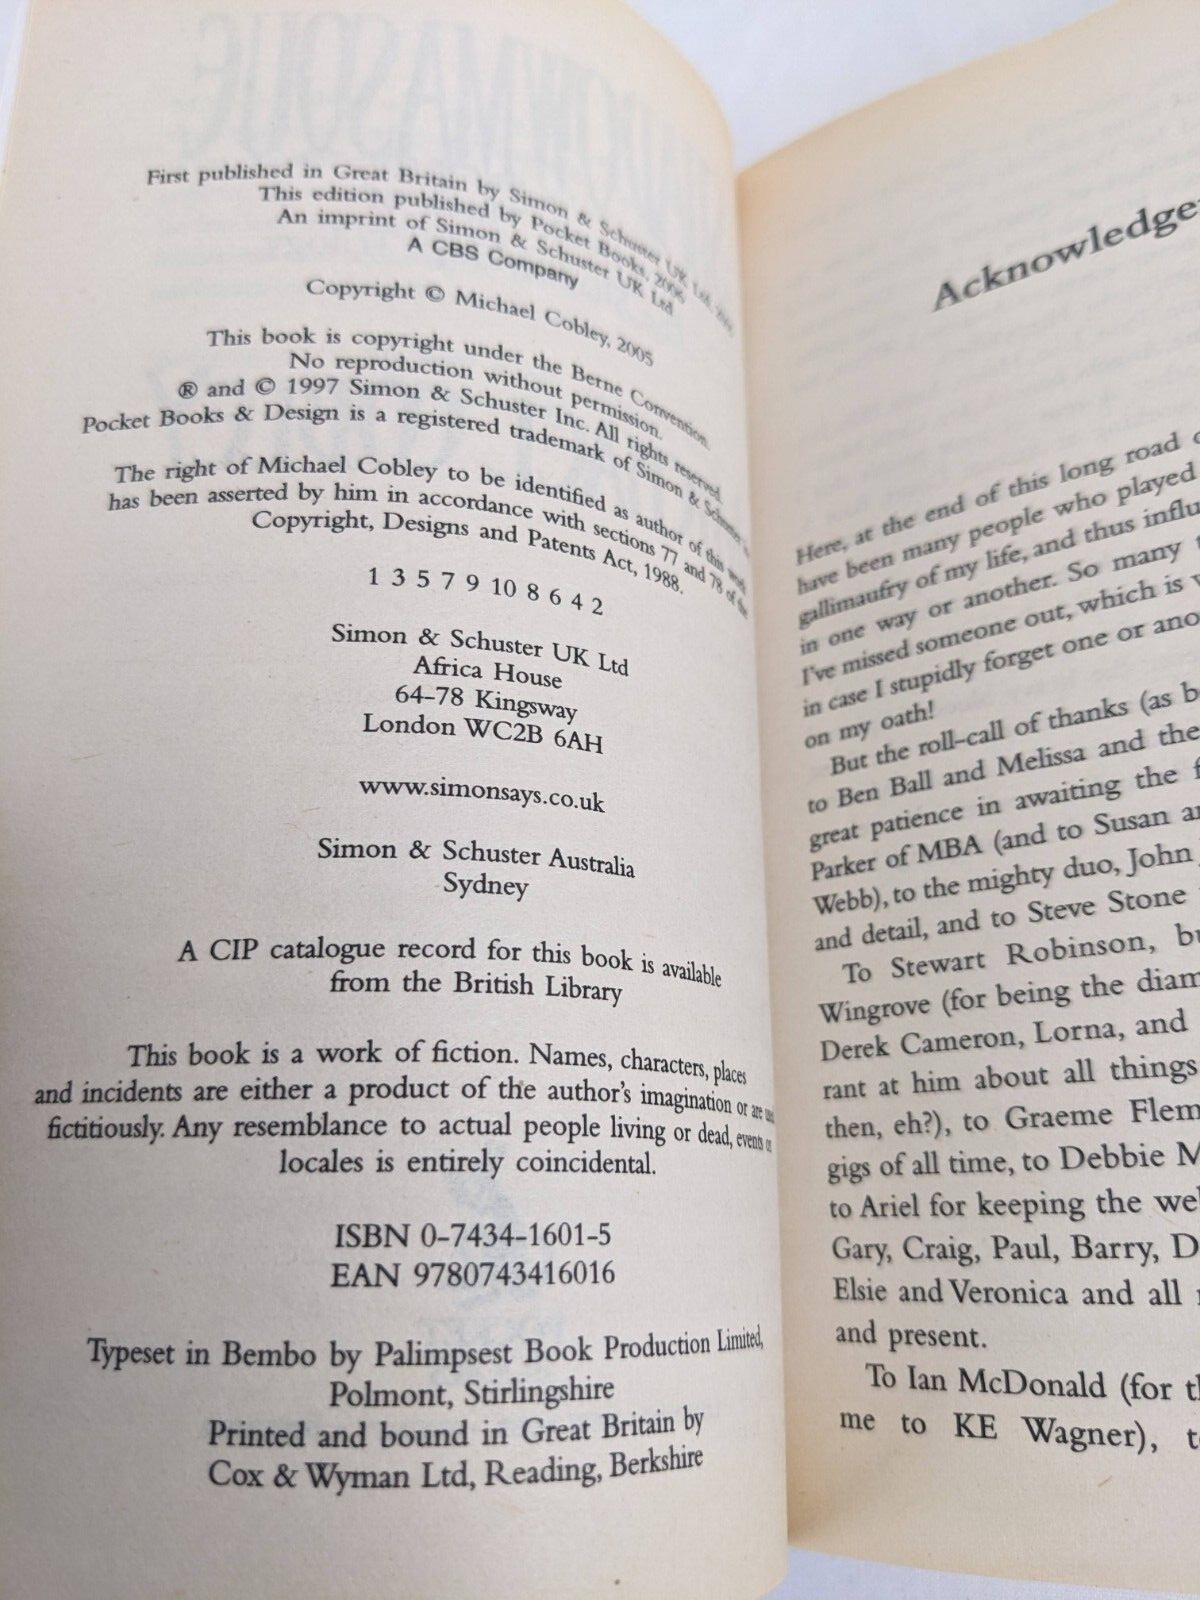 First published in Great Britain by Simon & Schuster UK Ltd, 2005
This edition published by Pocket Books, 2006
An imprint of Simon & Schuster UK Ltd
A CBS Company
Copyright © Michael Cobley, 2005
This book is copyright under the Berne Convention.
No reproduction without permission.
® and © 1997 Simon & Schuster Inc. All rights reserved.
Pocket Books & Design is a registered trademark of Simon & Schuster
The right of Michael Cobley to be identified as author of this work
has been asserted by him in accordance with sections 77 and 78 of the
Copyright, Designs and Patents Act, 1988.
1 3 5 7 9 10 8 6 4 2
Simon & Schuster UK Ltd
Africa House
64–78 Kingsway
London WC2B 6AH
www.simonsays.co.uk
Simon & Schuster Australia
Sydney
A CIP catalogue record for this book is available
from the British Library
This book is a work of fiction. Names, characters, places
and incidents are either a product of the author's imagination or are used
fictitiously. Any resemblance to actual people living or dead, events or
locales is entirely coincidental.
ISBN 0–7434–1601–5
EAN 9780743416016
Typeset in Bembo by Palimpsest Book Production Limited,
Polmont, Stirlingshire
Printed and bound in Great Britain by
Cox & Wyman Ltd, Reading, Berkshire
Acknowledge
Here, at the end of this long road
have been many people who played
gallimaufry of my life, and thus influ
in one way or another. So many
I've missed someone out, which is
in case I stupidly forget one or ano
on my oath!
But the roll-call of thanks (as be
to Ben Ball and Melissa and the
great patience in awaiting the f
Parker of MBA (and to Susan a
Webb), to the mighty duo, John
and detail, and to Steve Stone
To Stewart Robinson, bu
Wingrove (for being the diam
Derek Cameron, Lorna, and
rant at him about all things
then, eh?), to Graeme Flem
gigs of all time, to Debbie M
to Ariel for keeping the we
Gary, Craig, Paul, Barry, D
Elsie and Veronica and all
and present.
To Ian McDonald (for th
me to KE Wagner), t